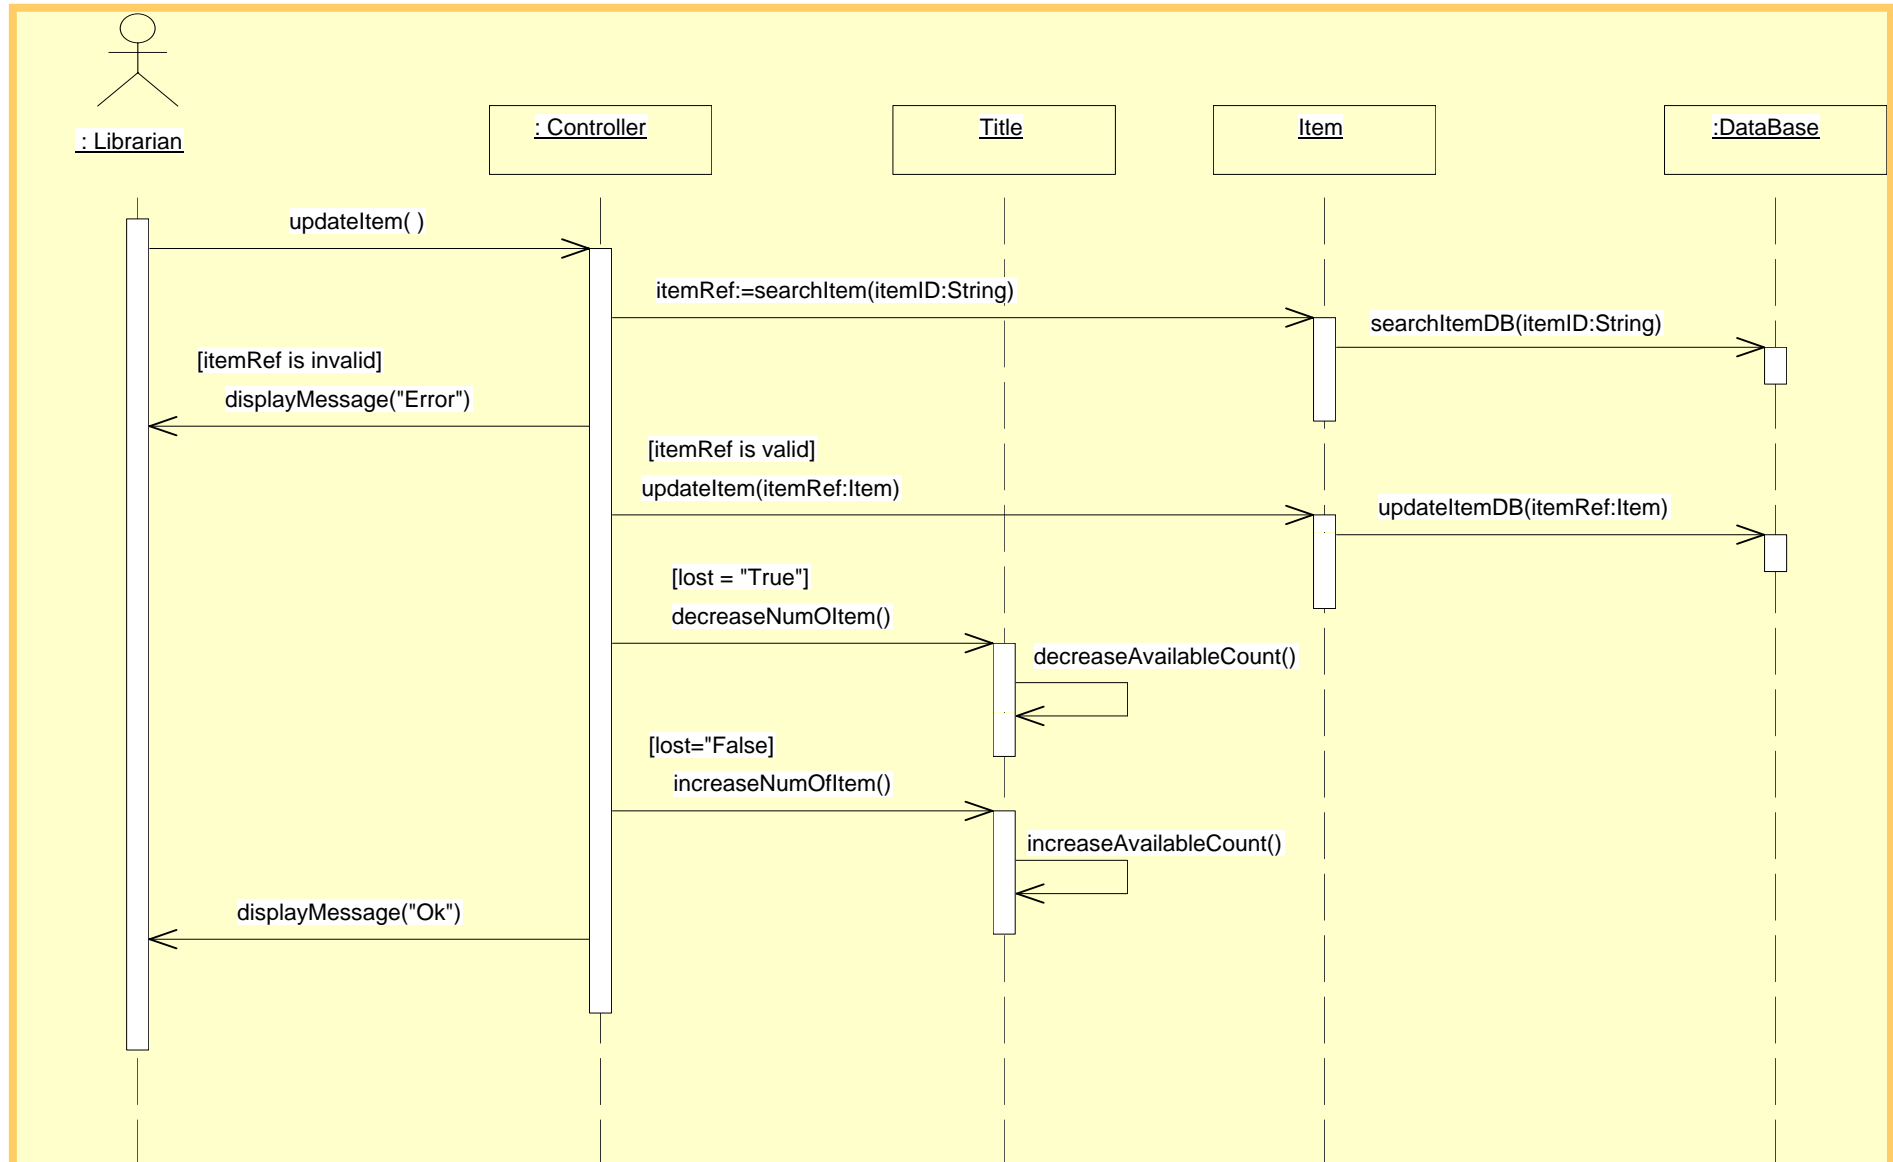 : Librarian
: Controller
Title
Item
:DataBase
updateItem( )
itemRef:=searchItem(itemID:String)
searchItemDB(itemID:String)
[itemRef is invalid]
displayMessage("Error")
[itemRef is valid]
updateItem(itemRef:Item)
updateItemDB(itemRef:Item)
[lost = "True"]
decreaseNumOItem()
decreaseAvailableCount()
[lost="False]
increaseNumOfItem()
increaseAvailableCount()
displayMessage("Ok")